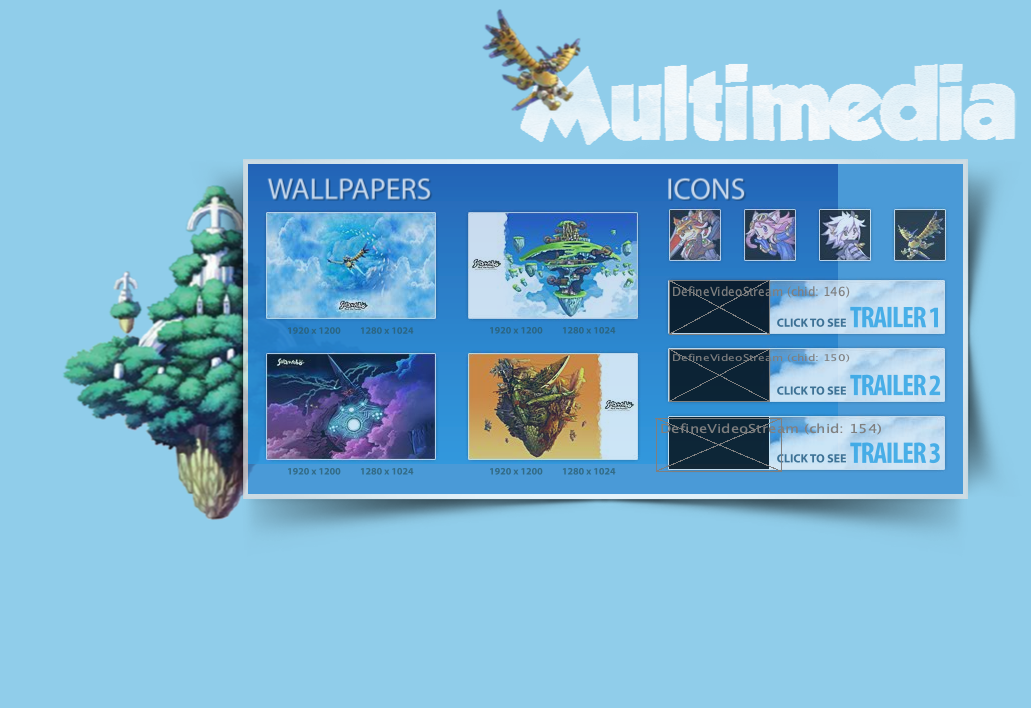 Multimedia
WALLPAPERS
1920 x 1200 1280 x 1024
1920 x 1200 1280 x 1024
1920 x 1200 1280 x 1024
1920 x 1200 1280 x 1024
ICONS
DefineVideoStream (chid: 146)
CLICK TO SEE TRAILER 1
DefineVideoStream (chid: 150)
CLICK TO SEE TRAILER 2
DefineVideoStream (chid: 154)
CLICK TO SEE TRAILER 3